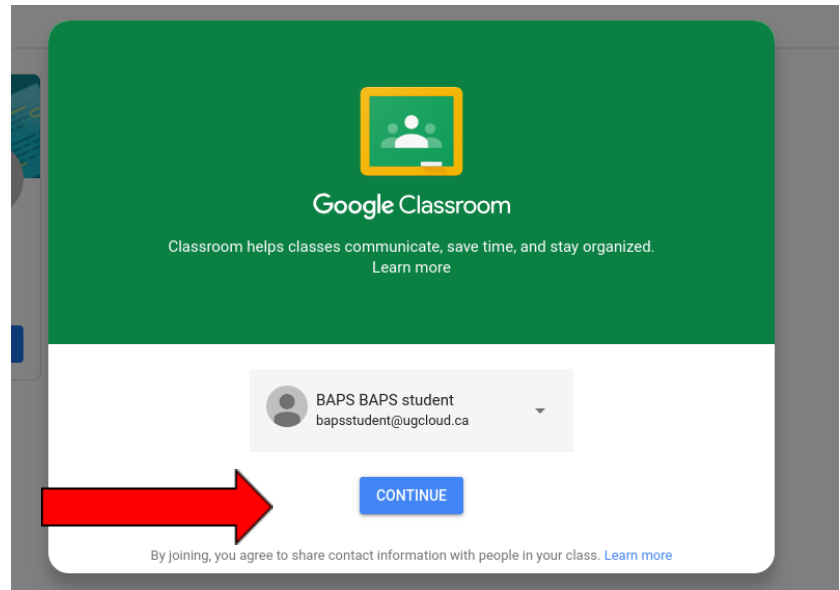 Google Classroom
Classroom helps classes communicate, save time, and stay organized.
Learn more
BAPS BAPS student
bapsstudent@ugcloud.ca
CONTINUE
By joining, you agree to share contact information with people in your class. Learn more